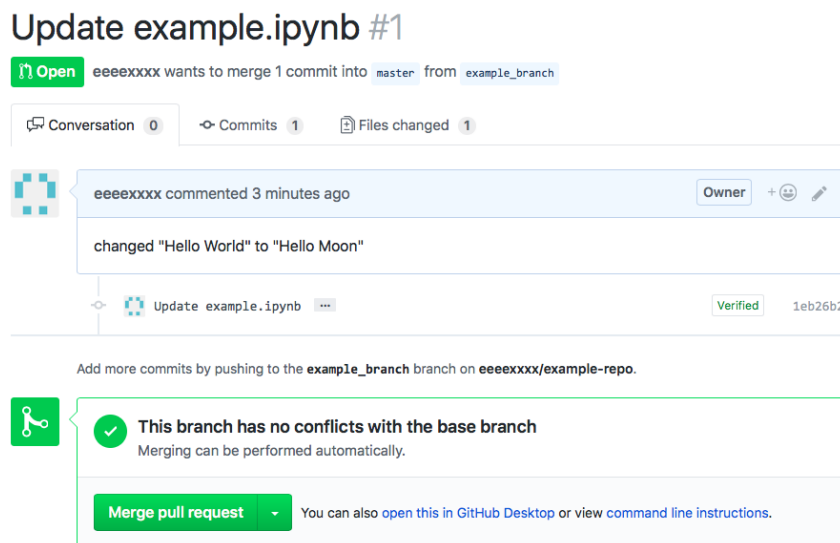 Update example.ipynb #1
Open eeeexxxx wants to merge 1 commit into master from example_branch
Conversation 0 Commits 1 Files changed 1
eeeexxxx commented 3 minutes ago Owner
changed "Hello World" to "Hello Moon"
Update example.ipynb ... Verified
Add more commits by pushing to the example_branch branch on eeeexxxx/example-repo.
This branch has no conflicts with the base branch
Merging can be performed automatically.
Merge pull request You can also open this in GitHub Desktop or view command line instructions.